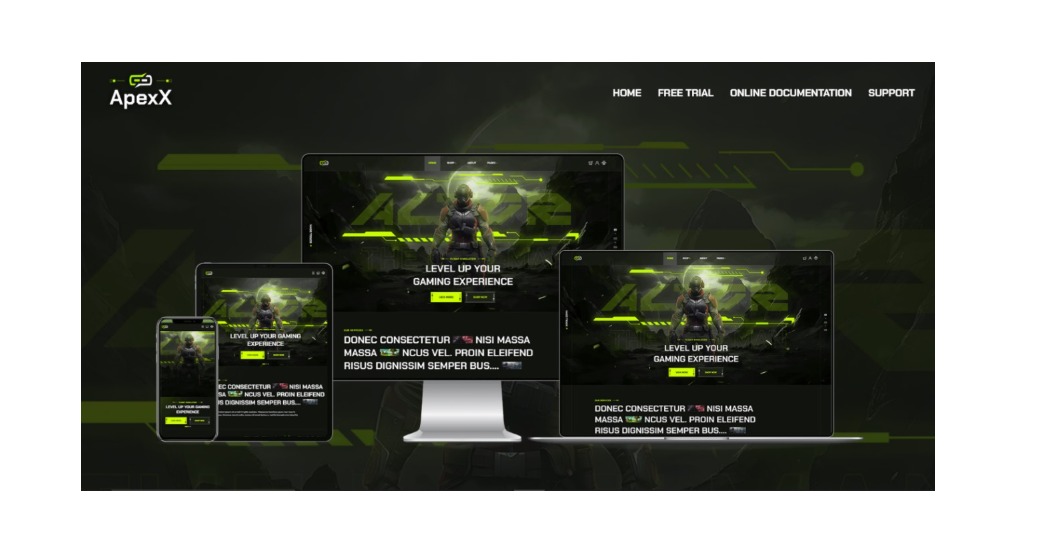 ApexX
HOME FREE TRIAL ONLINE DOCUMENTATION SUPPORT
HOME
LEVEL UP YOUR
GAMING EXPERIENCE
DONEC CONSECTETUR NISI MASSA
MASSA NCUS VEL. PROIN ELEIFEND
RISUS DIGNISSIM SEMPER BUS....
LEVEL UP YOUR
GAMING EXPERIENCE
DONEC CONSECTETUR NISI MASSA
MASSA NCUS VEL. PROIN ELEIFEND
RISUS DIGNISSIM SEMPER BUS....
LEVEL UP YOUR GAMING
EXPERIENCE
EC CONSECTETUR NISI MASSA
SA NCUS VEL. PROIN ELEIFEND
S DIGNISSIM SEMPER BUS....
LEVEL UP YOUR GAMING
EXPERIENCE